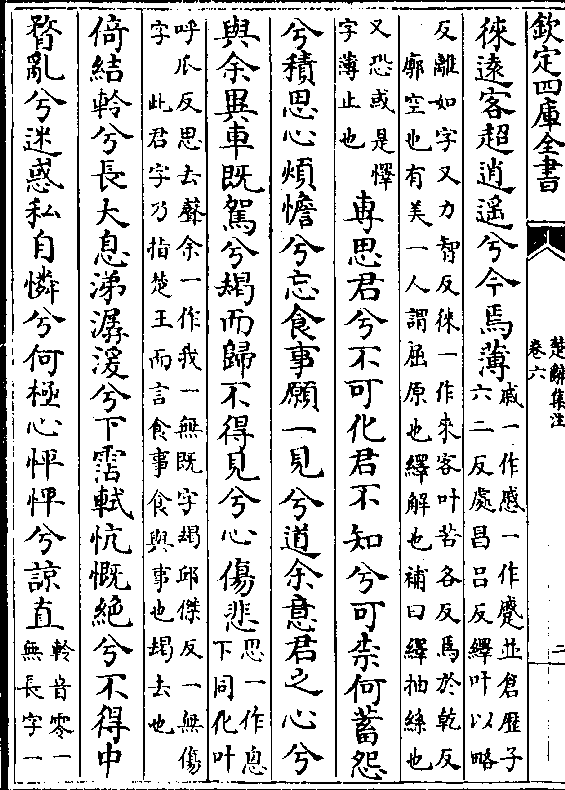 欽定四庫全書
楚辭集注
卷六
二
徠遠客超逍遥兮今焉薄
慼一作感一作蹙並倉歷子
六二反處昌吕反繹叶以略
反離如字又力智反徠一作來客叶苦各反焉於乾反
廓空也有美一人謂屈原也繹解也補曰繹抽絲也
又恐或是懌
字薄止也
専思君兮不可化君不知兮可柰何蓄怨
兮積思心煩憺兮忘食事願一見兮道余意君之心兮
與余異車既駕兮朅而歸不得見兮心傷悲
思一作息
下同化叶
呼瓜反思去聲余一作我一無既字朅邱傑反一無傷
字 此君字乃指楚王而言食事食與事也朅去也
倚結軨兮長大息涕潺湲兮下霑軾忼慨絶兮不得中
瞀亂兮迷惑私自憐兮何極心怦怦兮諒直
軨音零一
無長字一